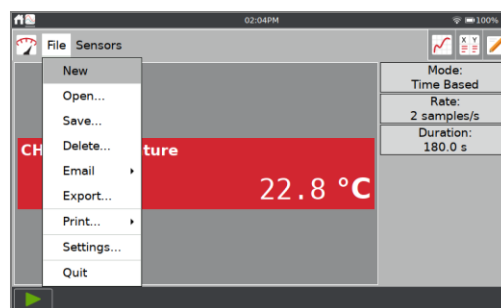 02:04PM
100%
File Sensors
X Y
New
Open...
Save...
Delete...
Email
Export...
Print...
Settings...
Quit
CH ture
22.8 °C
Mode:
Time Based
Rate:
2 samples/s
Duration:
180.0 s